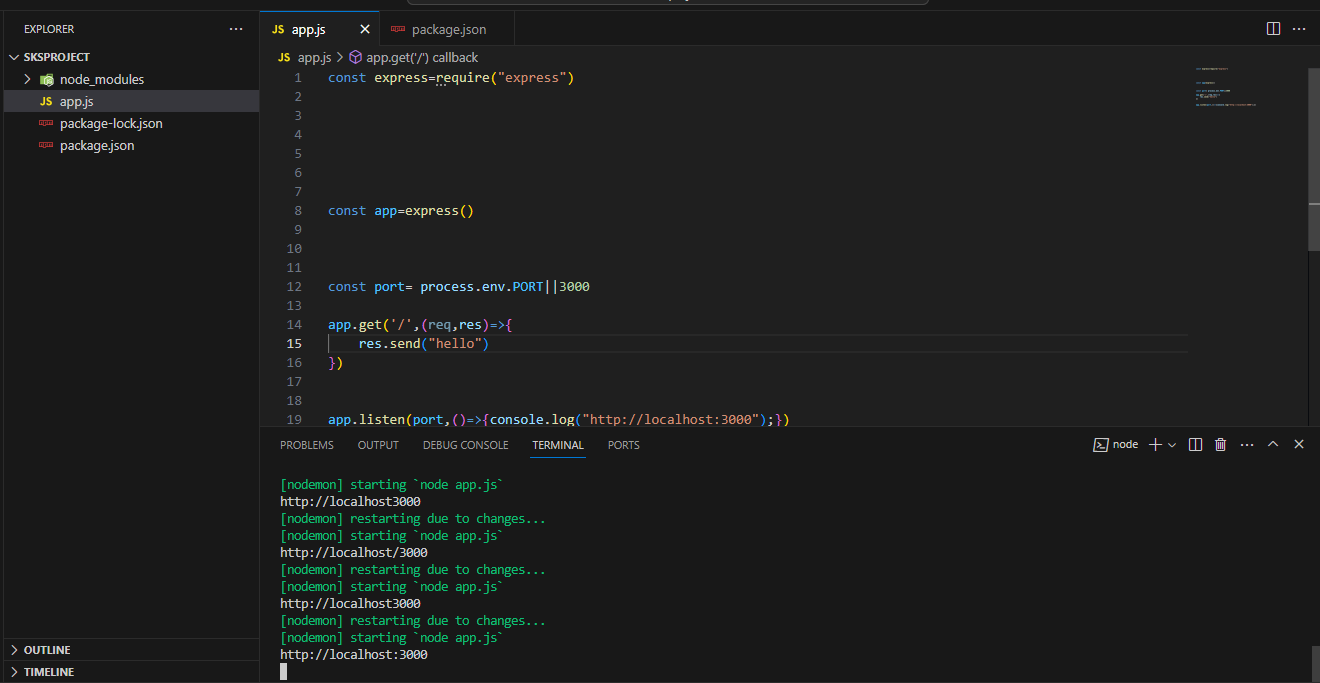 EXPLORER
SKSPROJECT
node_modules
JS app.js
package-lock.json
package.json
OUTLINE
TIMELINE
JS app.js
package.json
JS app.js > app.get('/') callback
1 const express=require("express")
2
3
4
5
6
7
8 const app=express()
9
10
11
12 const port= process.env.PORT||3000
13
14 app.get('/',(req,res)=>{
15 res.send("hello")
16 })
17
18
19 app.listen(port,()=>{console.log("http://localhost:3000");})
PROBLEMS OUTPUT DEBUG CONSOLE TERMINAL PORTS node
[nodemon] starting `node app.js`
http://localhost3000
[nodemon] restarting due to changes...
[nodemon] starting `node app.js`
http://localhost/3000
[nodemon] restarting due to changes...
[nodemon] starting `node app.js`
http://localhost3000
[nodemon] restarting due to changes...
[nodemon] starting `node app.js`
http://localhost:3000